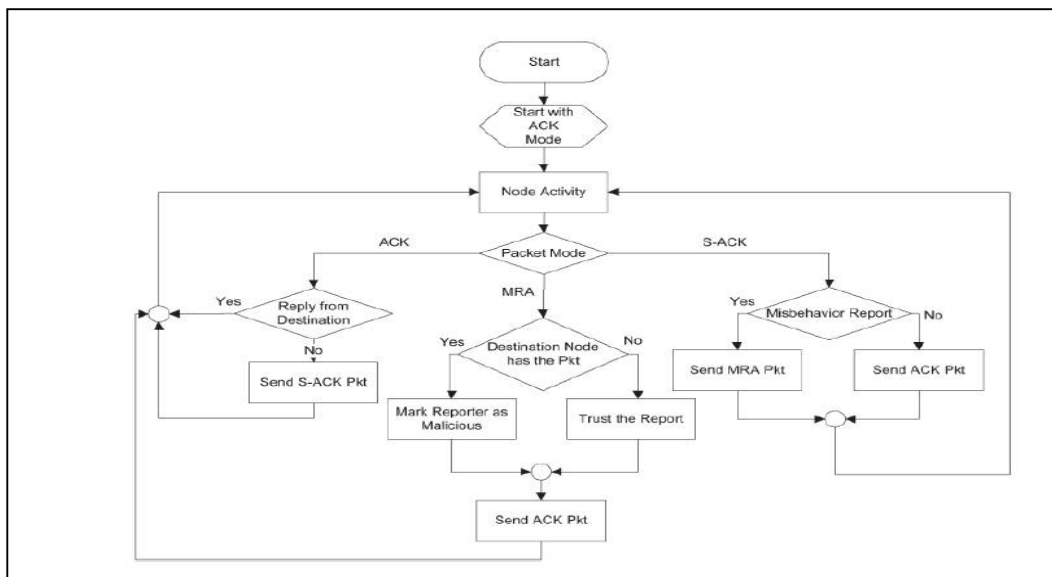 Start
Start with
ACK
Mode
Node Activity
ACK
Packet Mode
S-ACK
MRA
Yes
Reply from
Destination
No
Send S-ACK Pkt
Yes
Destination Node
has the Pkt
No
Yes
Misbehavior Report
No
Send MRA Pkt
Send ACK Pkt
Mark Reporter as
Malicious
Trust the Report
Send ACK Pkt